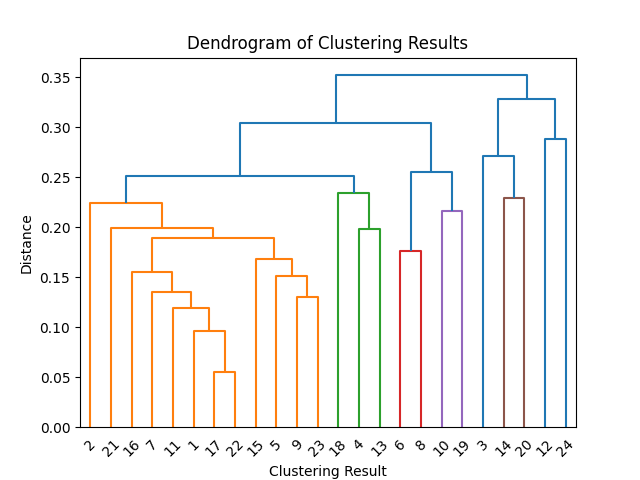 Dendrogram of Clustering Results
Distance
0.35
0.30
0.25
0.20
0.15
0.10
0.05
0.00
2 21 16 7 11 1 17 22 15 5 9 23 18 4 13 6 8 10 19 3 14 20 12 24
Clustering Result